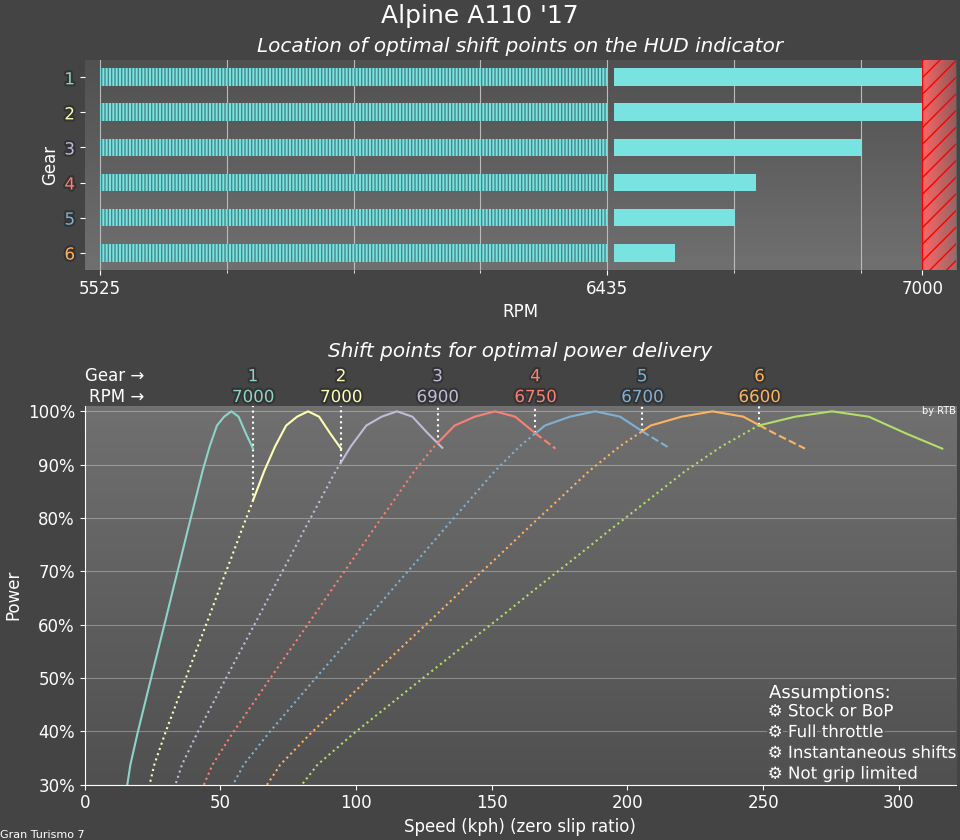 Alpine A110 '17
Location of optimal shift points on the HUD indicator
Gear
1
2
3
4
5
6
5525 6435 7000
RPM
Shift points for optimal power delivery
Gear → 1 2 3 4 5 6
RPM → 7000 7000 6900 6750 6700 6600
by RTB
Power
100%
90%
80%
70%
60%
50%
40%
30%
Assumptions:
⚙ Stock or BoP
⚙ Full throttle
⚙ Instantaneous shifts
⚙ Not grip limited
0 50 100 150 200 250 300
Speed (kph) (zero slip ratio)
Gran Turismo 7